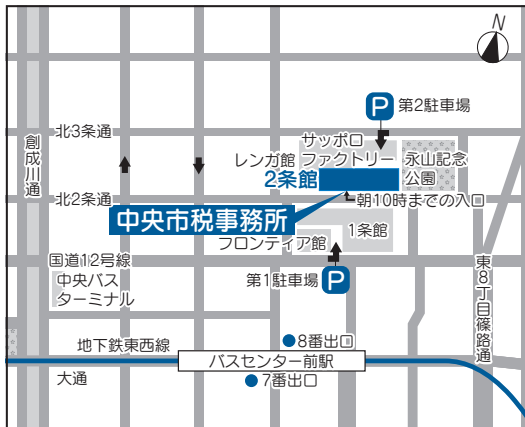 N
P 第2駐車場
北3条通
創成川通
サッポロ
レンガ館 ファクトリー
永山記念
公園
2条館
朝10時までの入口
北2条通
中央市税事務所
1条館
フロンティア館
国道12号線
中央バス
ターミナル
第1駐車場 P
東8丁目篠路通
8番出口
地下鉄東西線
バスセンター前駅
大通
7番出口